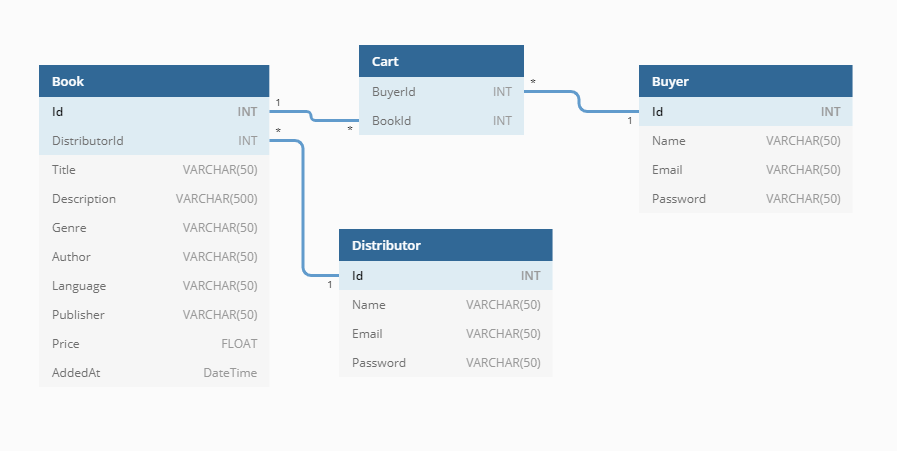 Book
Id INT
DistributorId INT
Title VARCHAR(50)
Description VARCHAR(500)
Genre VARCHAR(50)
Author VARCHAR(50)
Language VARCHAR(50)
Publisher VARCHAR(50)
Price FLOAT
AddedAt DateTime
1
*
*
1
Cart
BuyerId INT
BookId INT
*
1
Distributor
Id INT
Name VARCHAR(50)
Email VARCHAR(50)
Password VARCHAR(50)
Buyer
Id INT
Name VARCHAR(50)
Email VARCHAR(50)
Password VARCHAR(50)